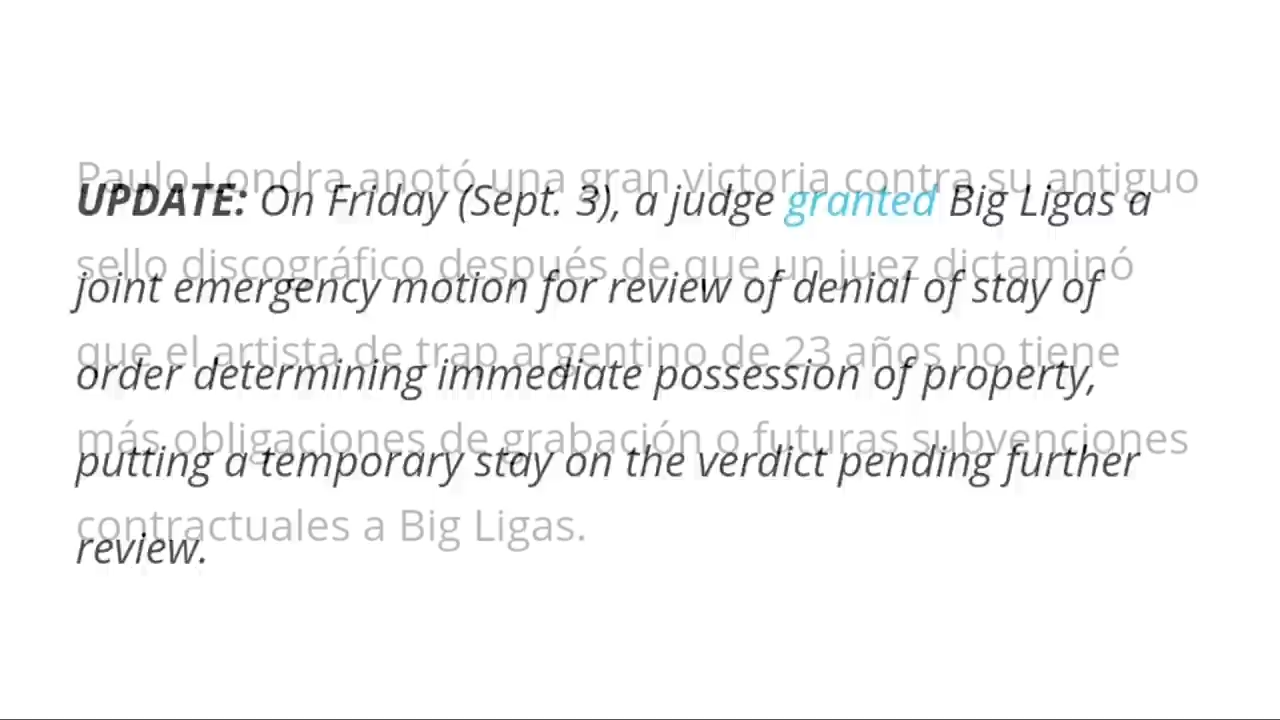 Paulo Londra anotó una gran victoria contra su antiguo
UPDATE: On Friday (Sept. 3), a judge granted Big Ligas a
sello discográfico después de que un juez dictaminó
joint emergency motion for review of denial of stay of
que el artista de trap argentino de 23 años no tiene
order determining immediate possession of property,
más obligaciones de grabación o futuras subvenciones
putting a temporary stay on the verdict pending further
contractuales a Big Ligas.
review.